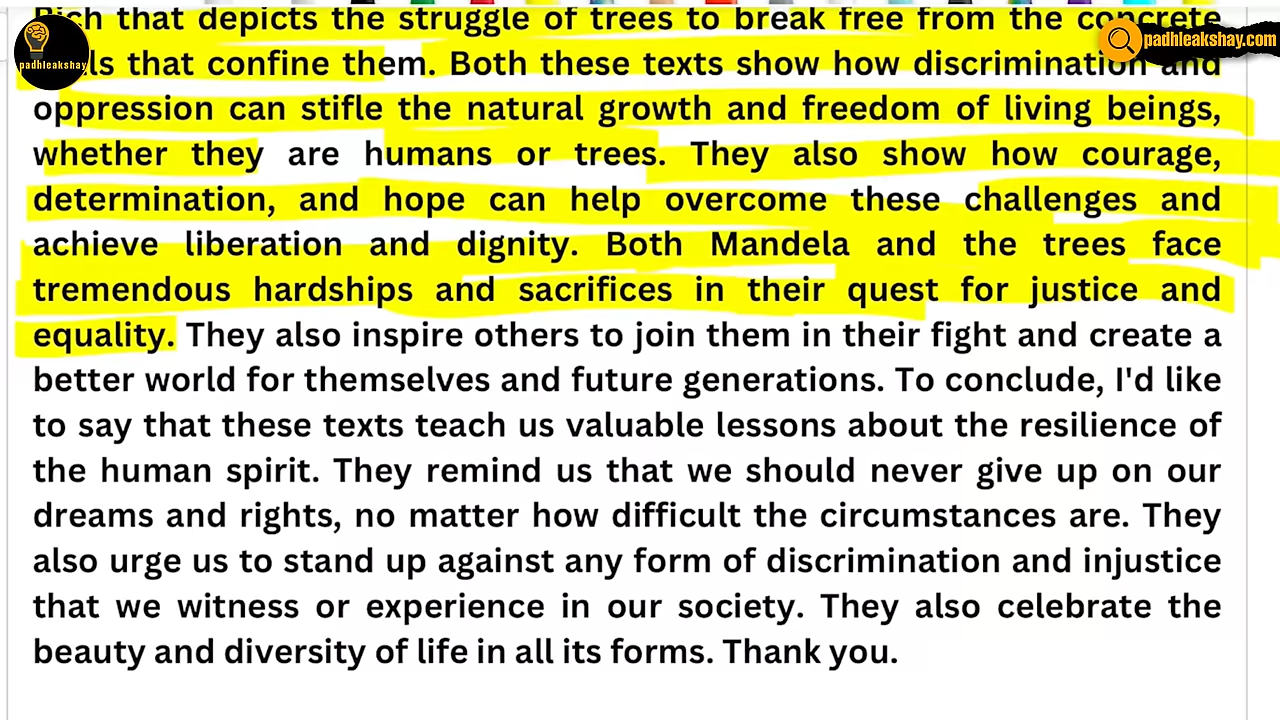 Rich that depicts the struggle of trees to break free from the concrete
that confine them. Both these texts show how discrimination and
oppression can stifle the natural growth and freedom of living beings,
whether they are humans or trees. They also show how courage,
determination, and hope can help overcome these challenges and
achieve liberation and dignity. Both Mandela and the trees face
tremendous hardships and sacrifices in their quest for justice and
equality. They also inspire others to join them in their fight and create a
better world for themselves and future generations. To conclude, I'd like
to say that these texts teach us valuable lessons about the resilience of
the human spirit. They remind us that we should never give up on our
dreams and rights, no matter how difficult the circumstances are. They
also urge us to stand up against any form of discrimination and injustice
that we witness or experience in our society. They also celebrate the
beauty and diversity of life in all its forms. Thank you.
padhleakshay
padhleakshay.com